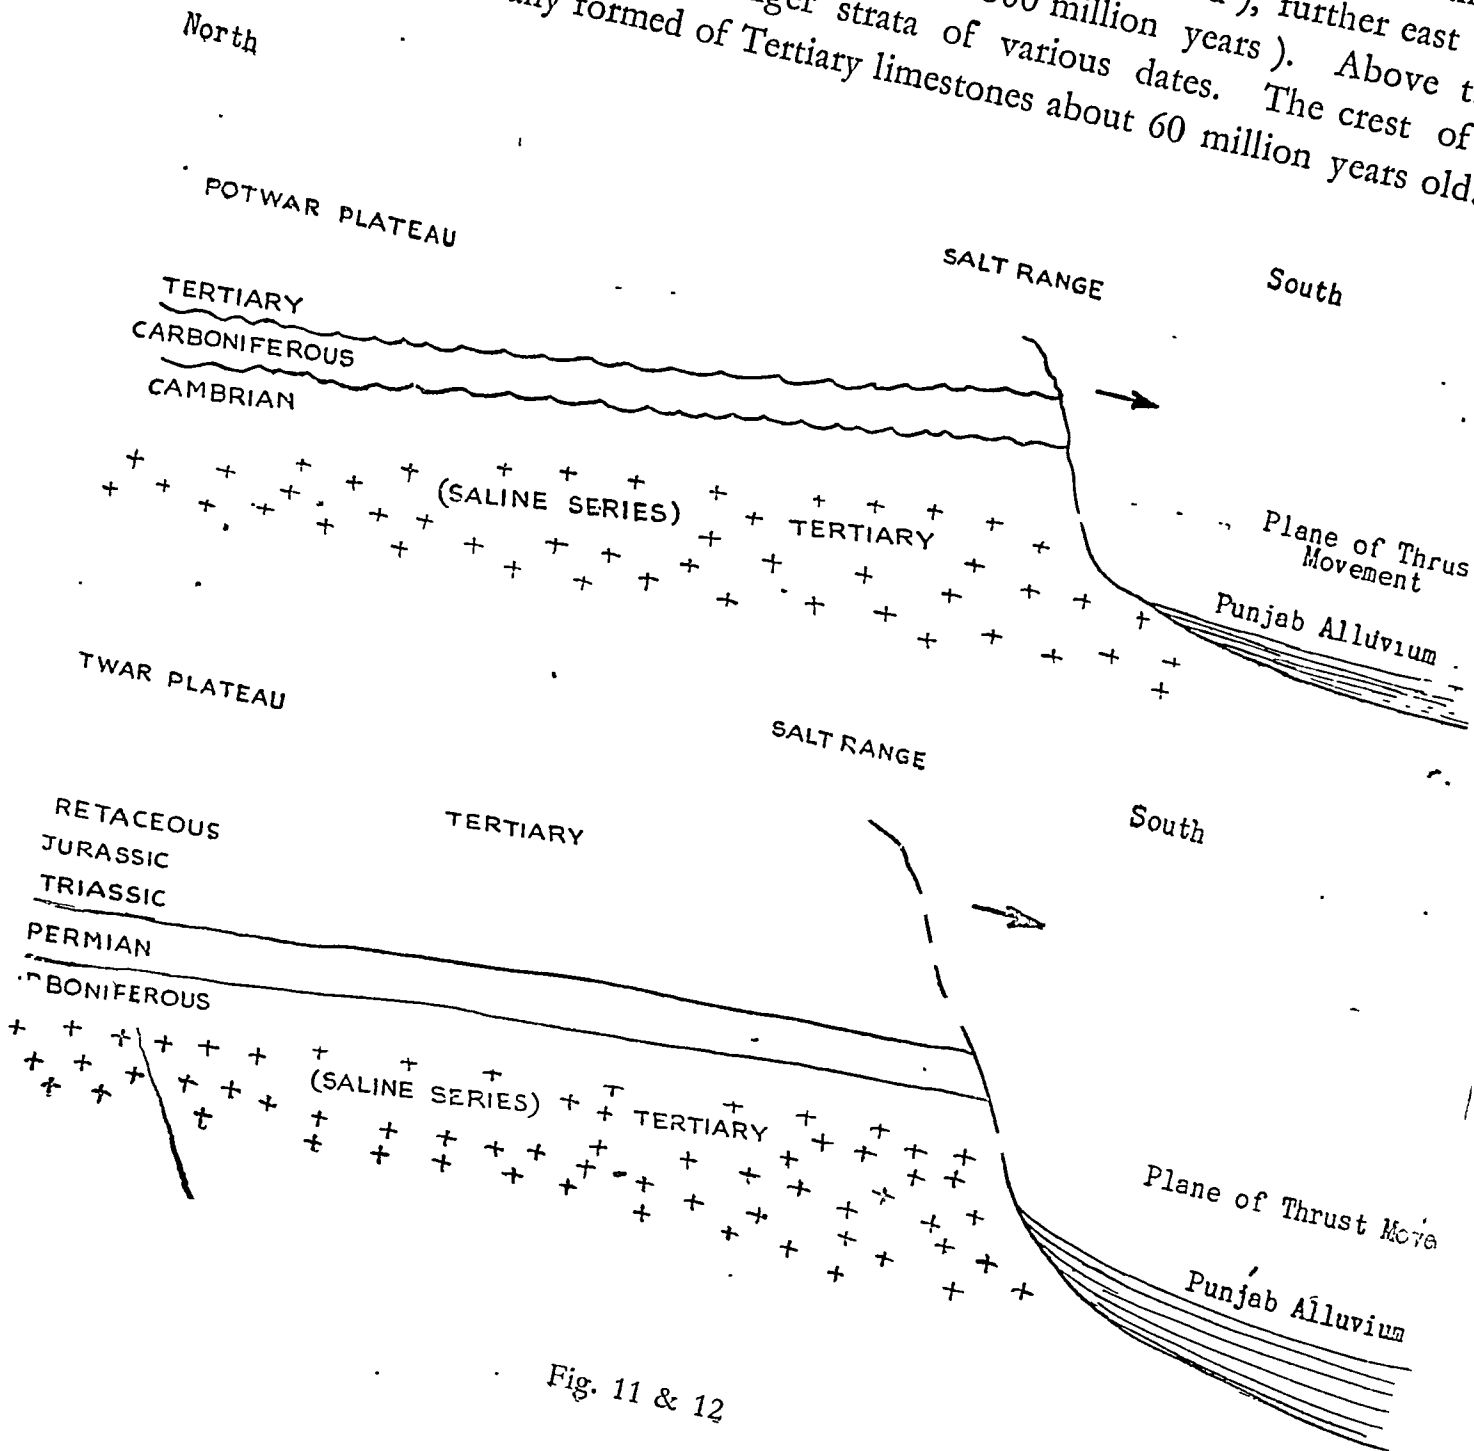 million years ), further east
strata of various dates. Above
formed of Tertiary limestones about 60 million years old. The crest of
North
POTWAR PLATEAU
SALT RANGE
South
TERTIARY
CARBONIFEROUS
CAMBRIAN
(SALINE SERIES) TERTIARY
Plane of Thrus
Movement
Punjab Alluvium
TWAR PLATEAU
SALT RANGE
South
RETACEOUS
TERTIARY
JURASSIC
TRIASSIC
PERMIAN
BONIFEROUS
(SALINE SERIES) TERTIARY
Plane of Thrust Move
Punjab Alluvium
Fig. 11 & 12